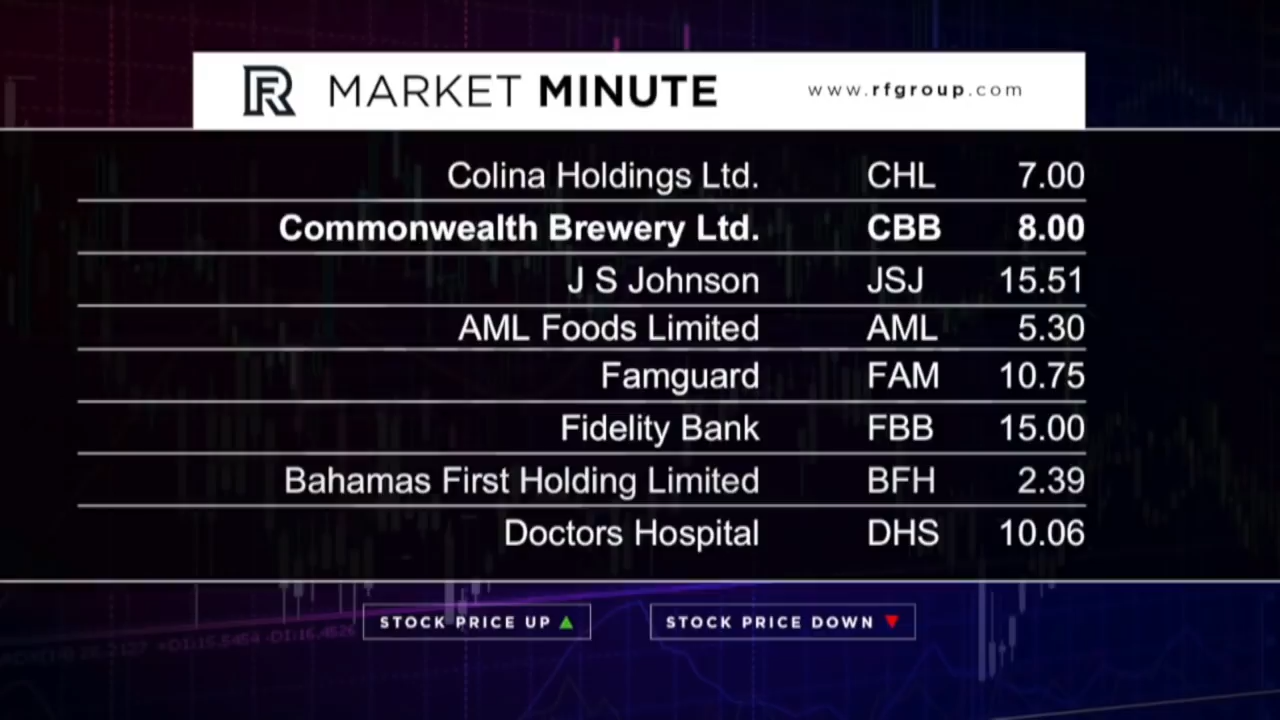 R MARKET MINUTE www.rfgroup.com
Colina Holdings Ltd. CHL 7.00
Commonwealth Brewery Ltd. CBB 8.00
J S Johnson JSJ 15.51
AML Foods Limited AML 5.30
Famguard FAM 10.75
Fidelity Bank FBB 15.00
Bahamas First Holding Limited BFH 2.39
Doctors Hospital DHS 10.06
STOCK PRICE UP ▲ STOCK PRICE DOWN ▼